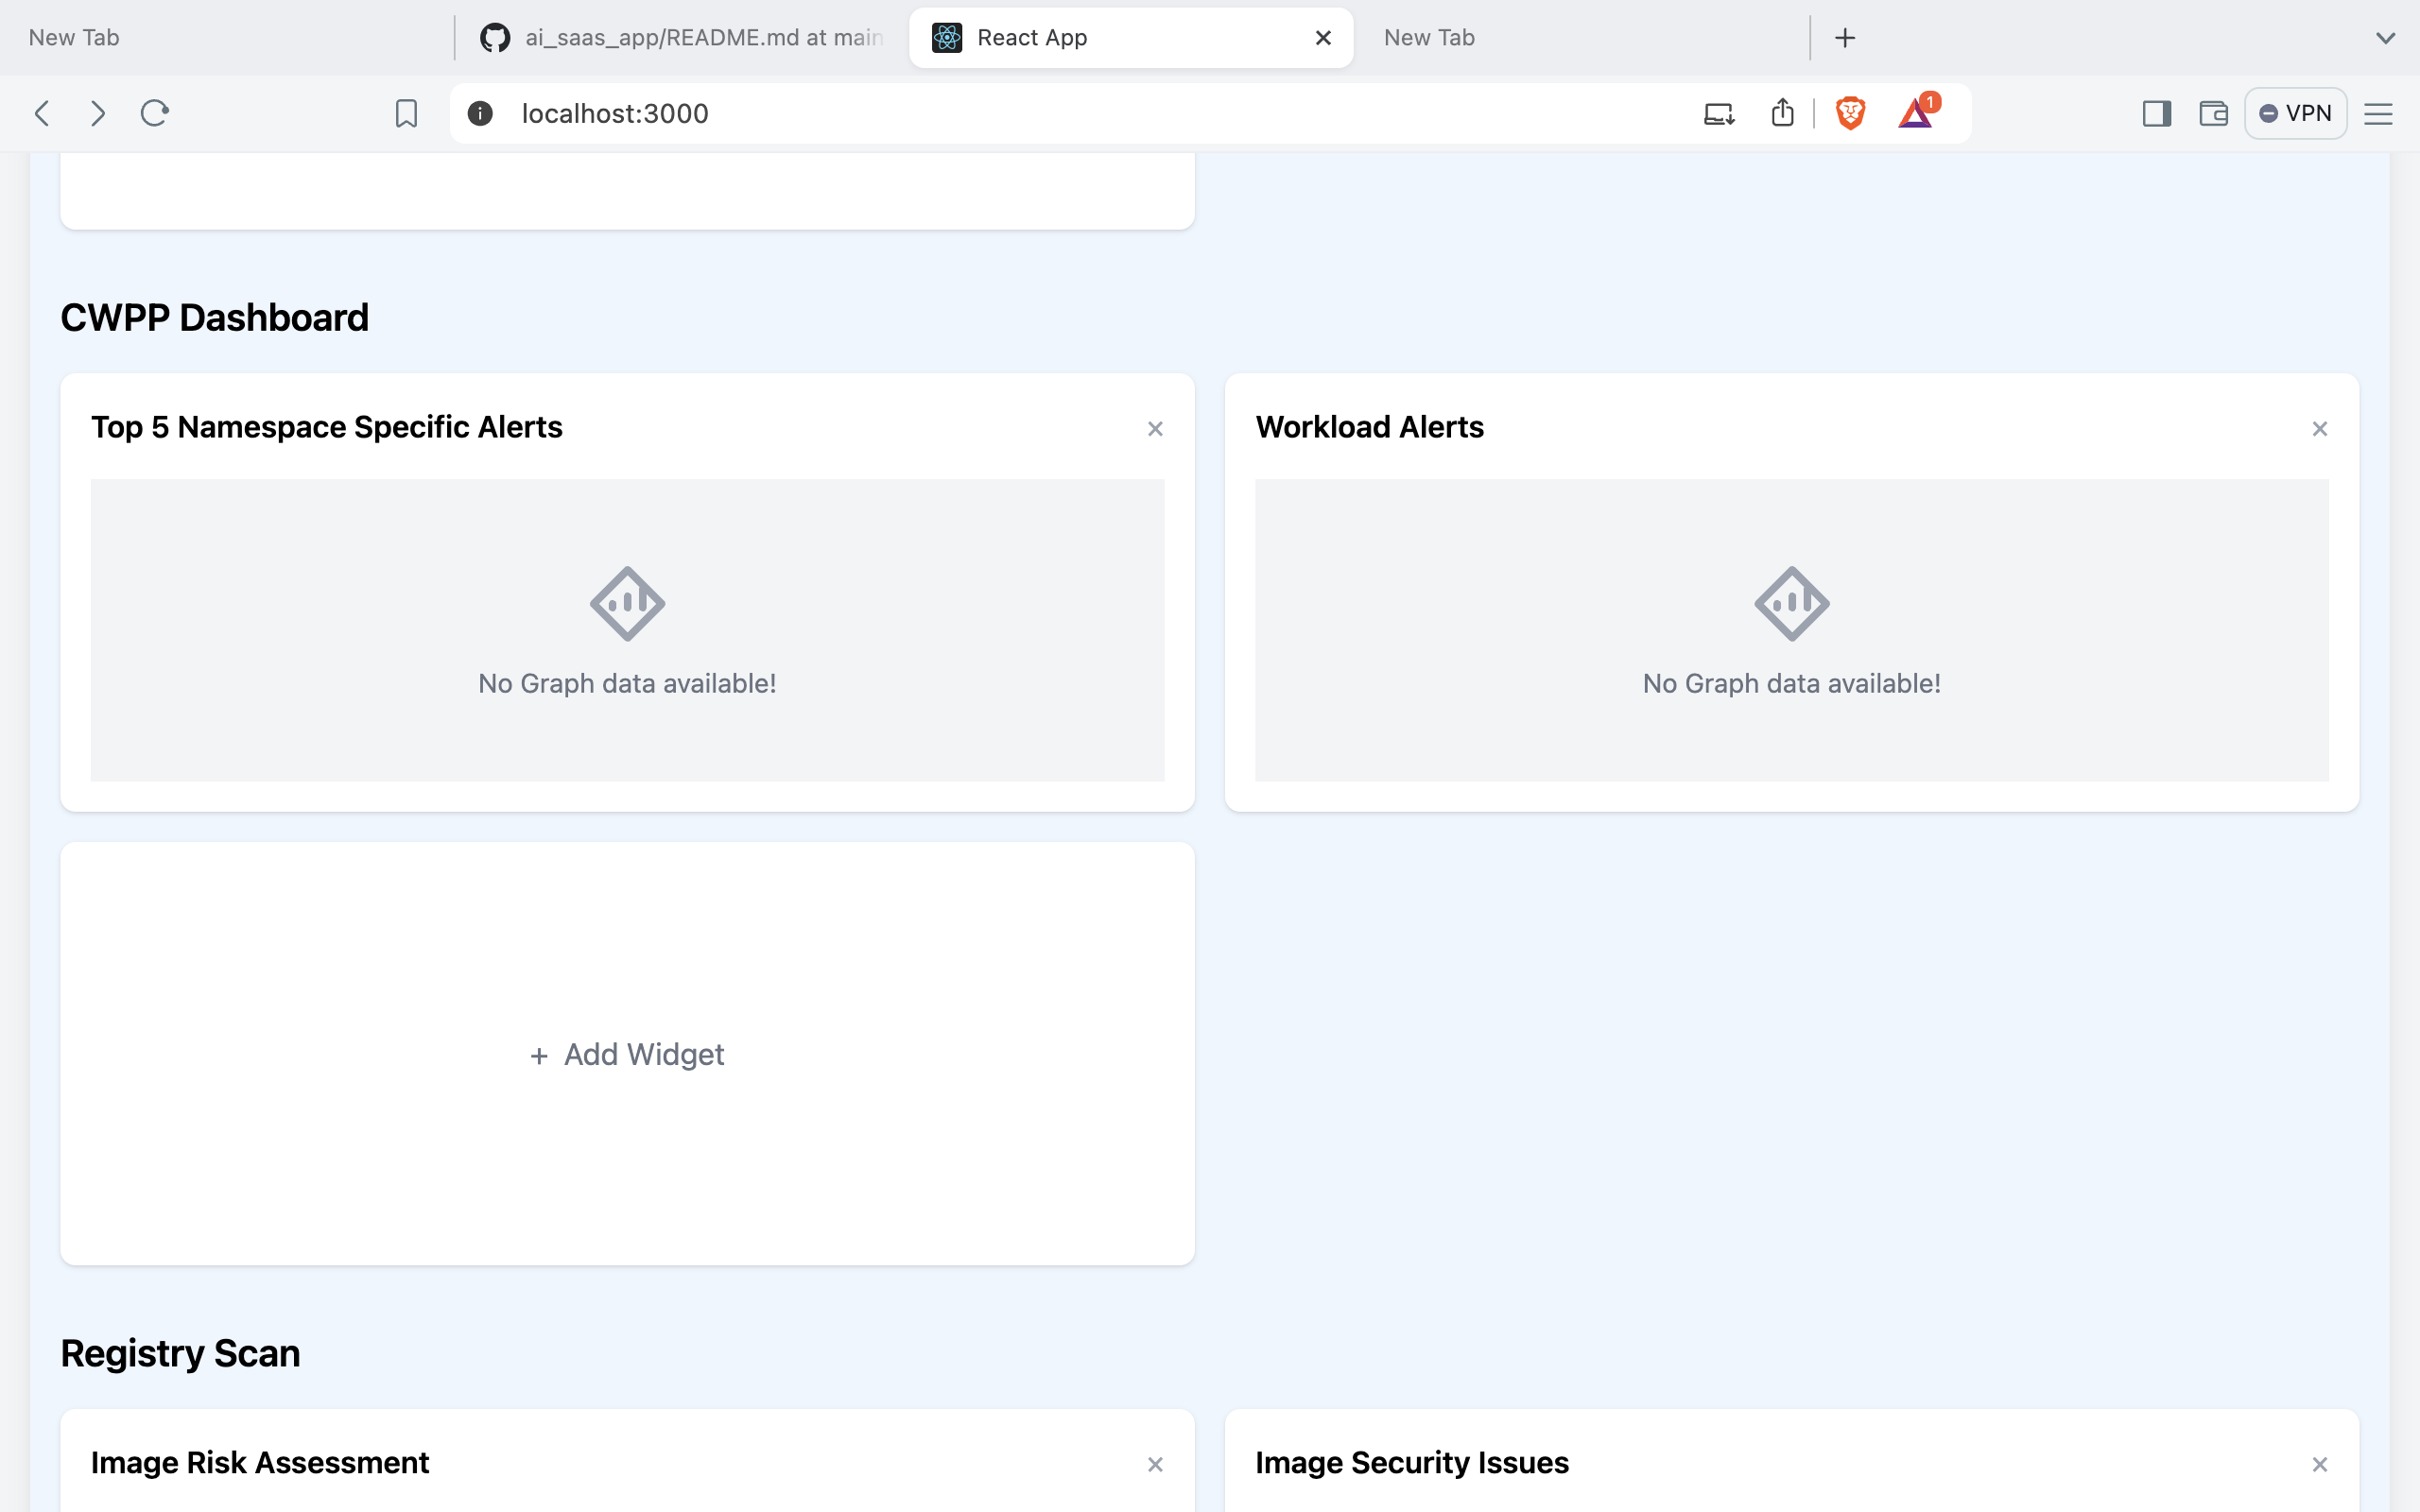 New Tab
ai_saas_app/README.md at main
React App
New Tab
localhost:3000
1
VPN
CWPP Dashboard
Top 5 Namespace Specific Alerts
Workload Alerts
No Graph data available!
No Graph data available!
+ Add Widget
Registry Scan
Image Risk Assessment
Image Security Issues